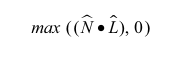 max ((N̂ • L̂), 0)